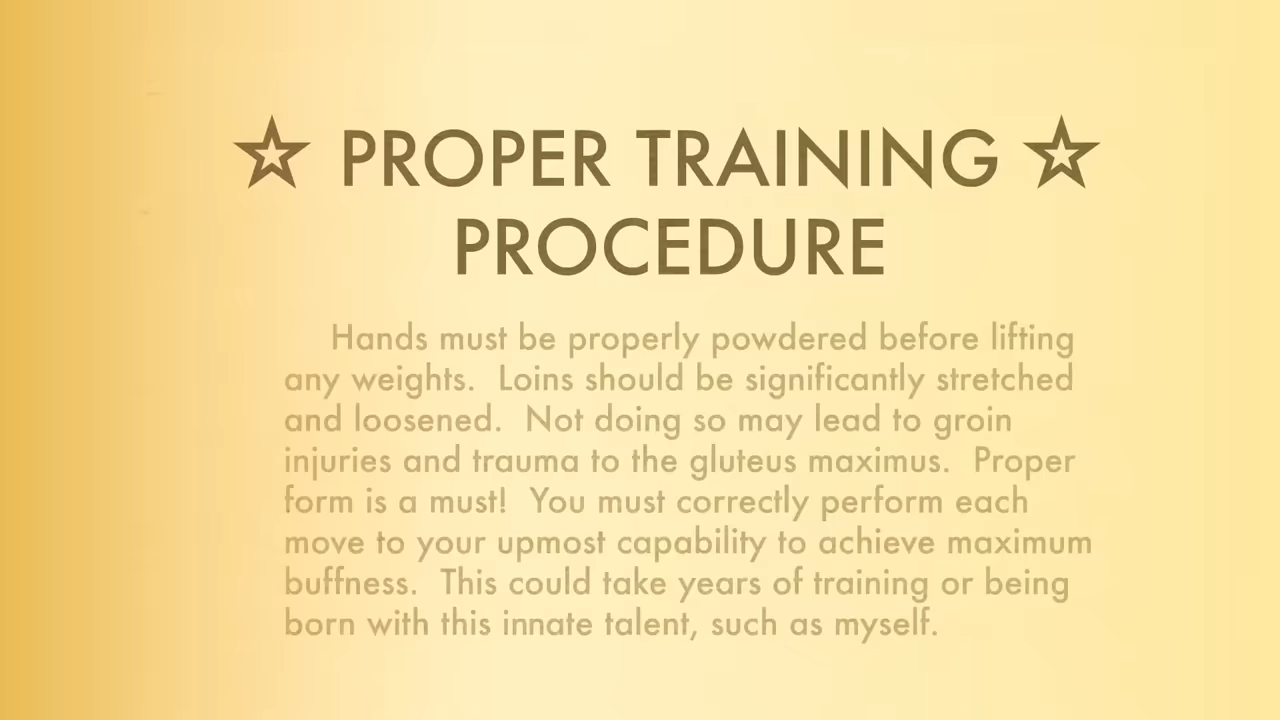 ☆ PROPER TRAINING ☆
PROCEDURE
Hands must be properly powdered before lifting
any weights. Loins should be significantly stretched
and loosened. Not doing so may lead to groin
injuries and trauma to the gluteus maximus. Proper
form is a must! You must correctly perform each
move to your upmost capability to achieve maximum
buffness. This could take years of training or being
born with this innate talent, such as myself.